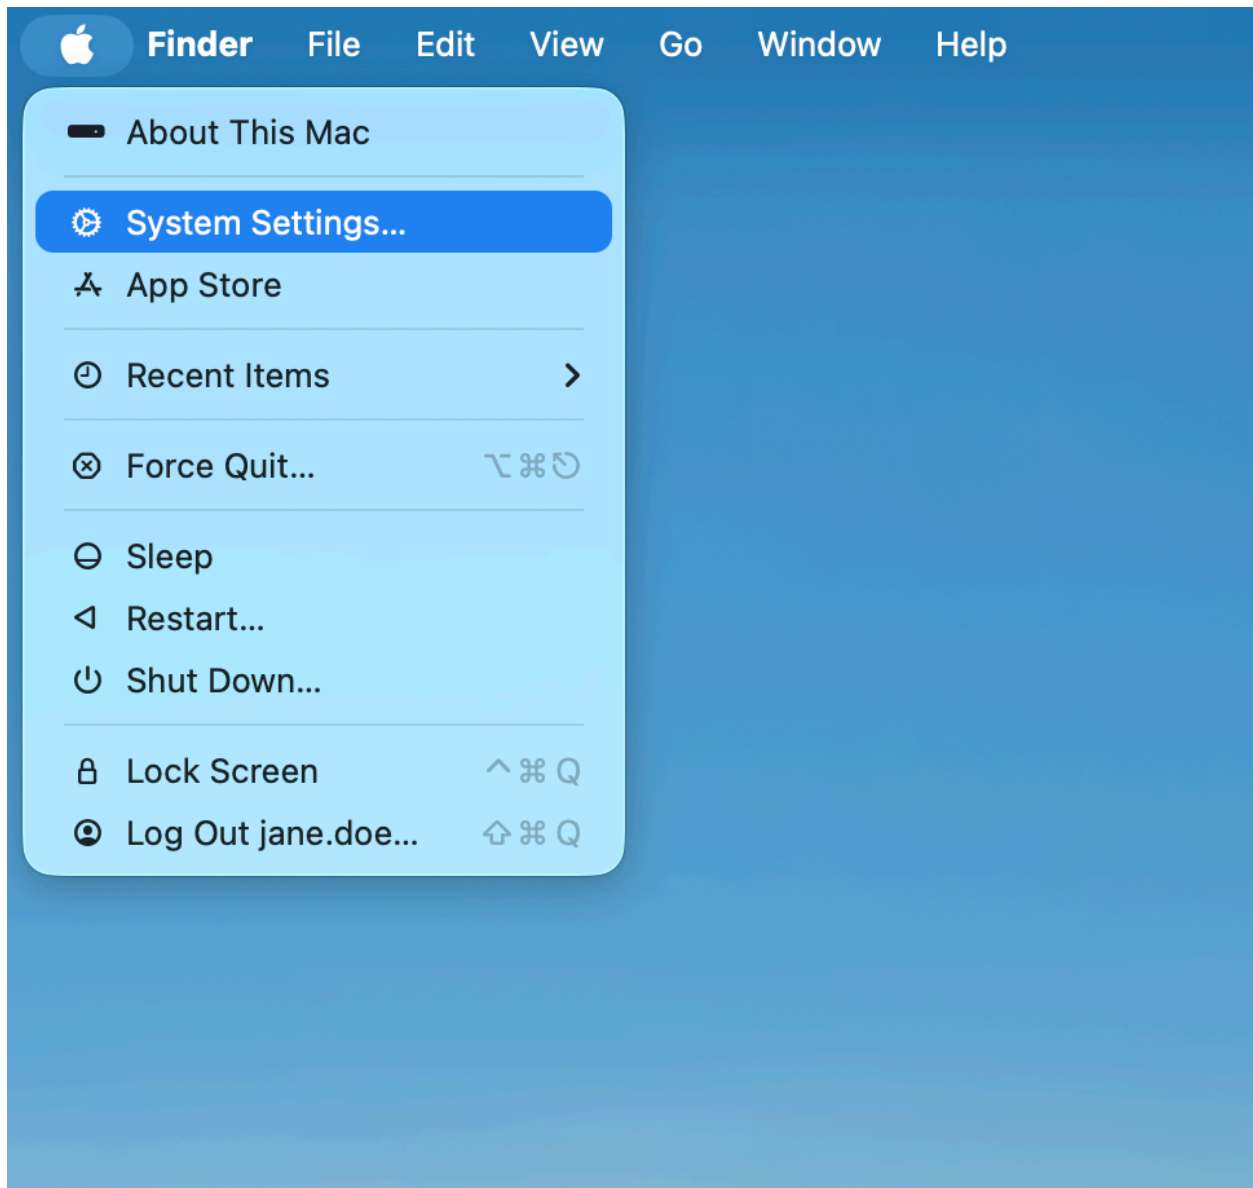 Finder File Edit View Go Window Help
About This Mac
System Settings...
App Store
Recent Items
Force Quit... ⌥⌘⎋
Sleep
Restart...
Shut Down...
Lock Screen ^⌘Q
Log Out jane.doe... ⇧⌘Q